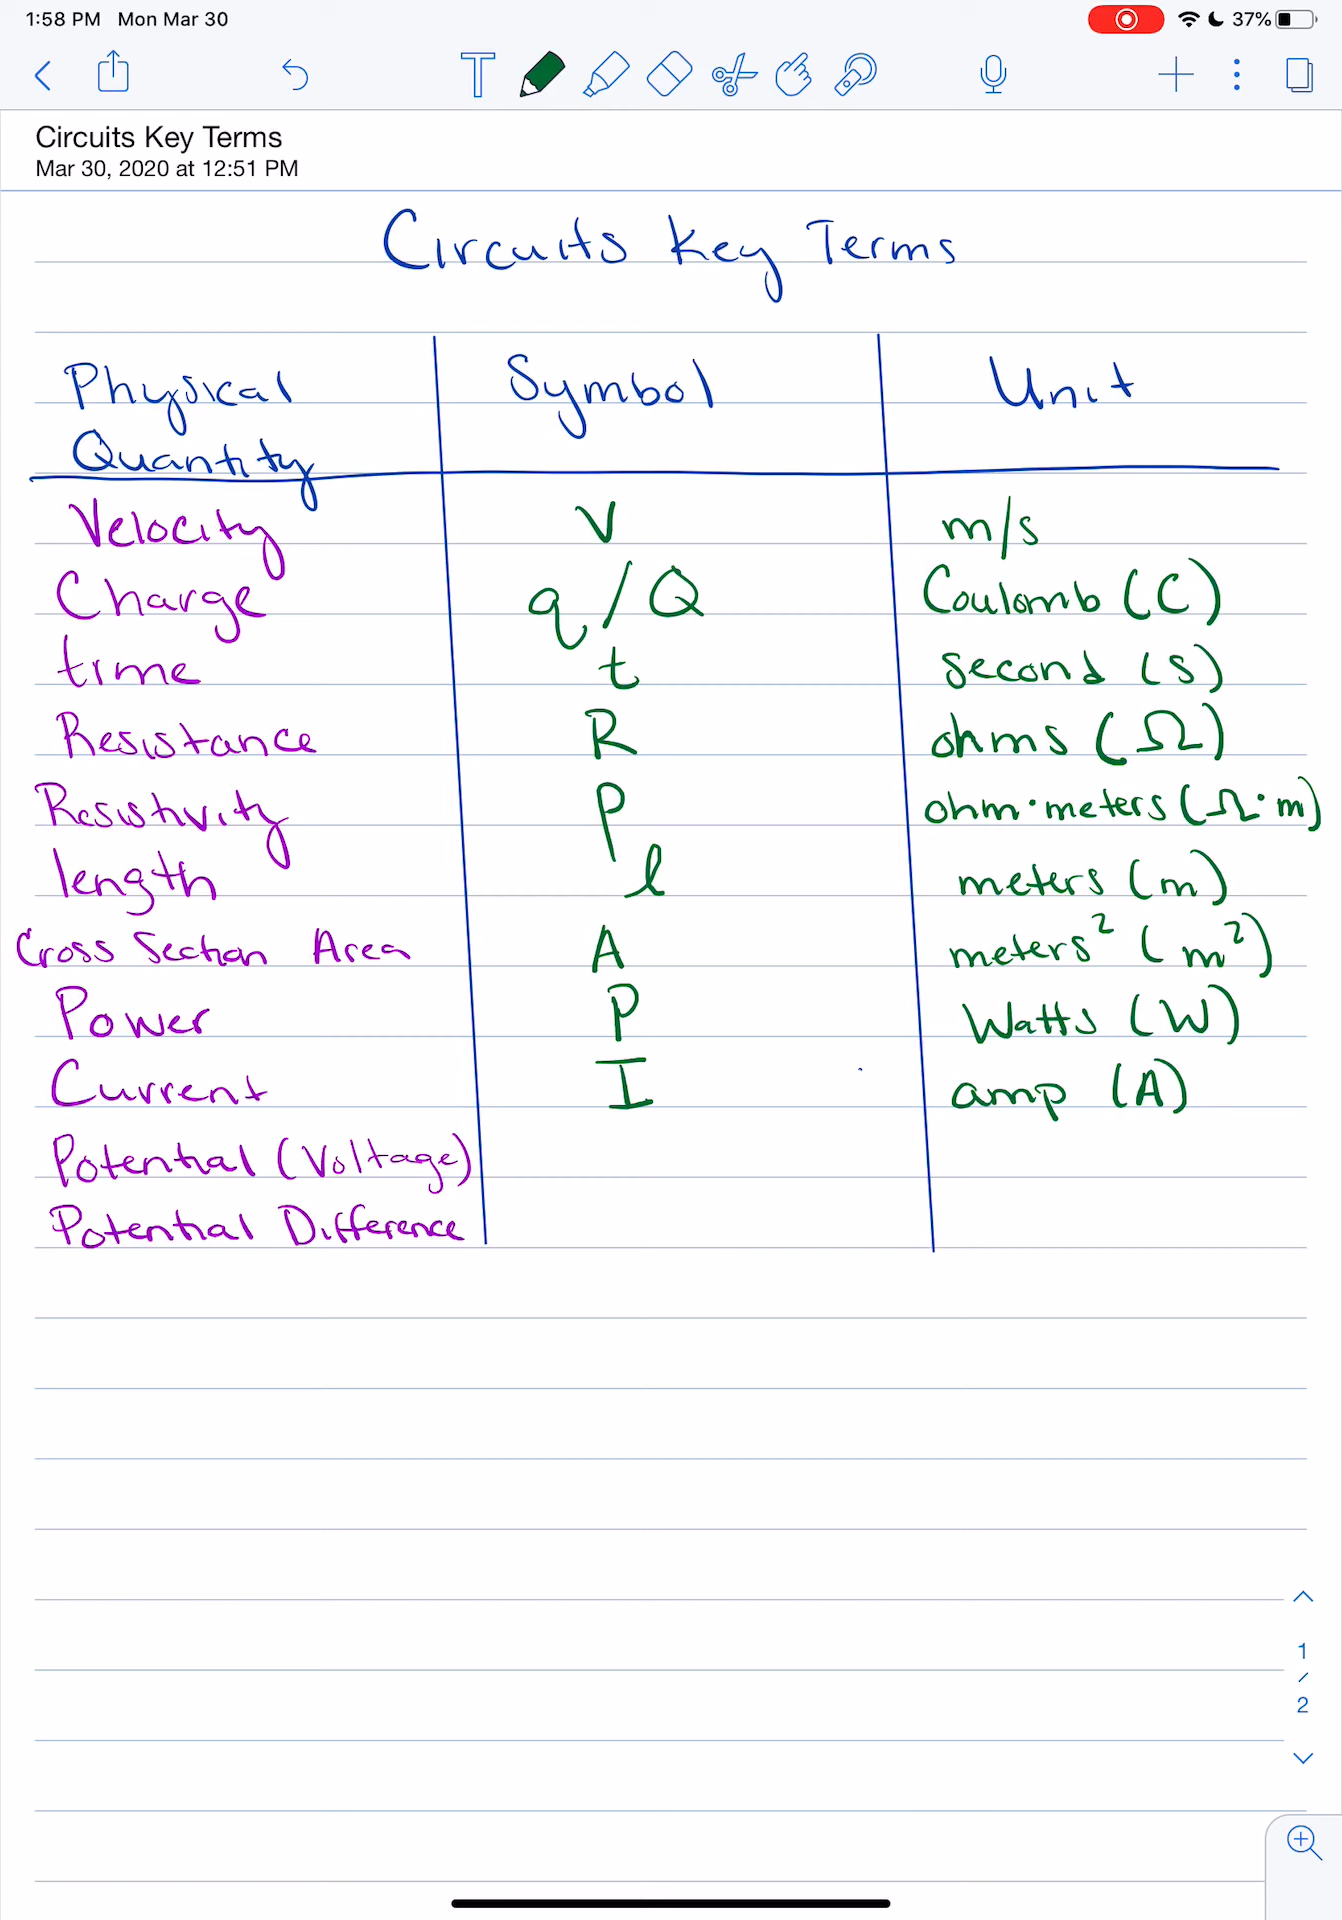 1:58 PM Mon Mar 30 37%
T
Circuits Key Terms
Mar 30, 2020 at 12:51 PM
Circuits Key Terms
Physical Quantity Symbol Unit
Velocity V m/s
Charge q/Q Coulomb (C)
time t second (s)
Resistance R ohms (Ω)
Resistivity ρ ohm·meters (Ω·m)
length l meters (m)
Cross Section Area A meters² (m²)
Power P Watts (W)
Current I amp (A)
Potential (Voltage)
Potential Difference
1
/
2